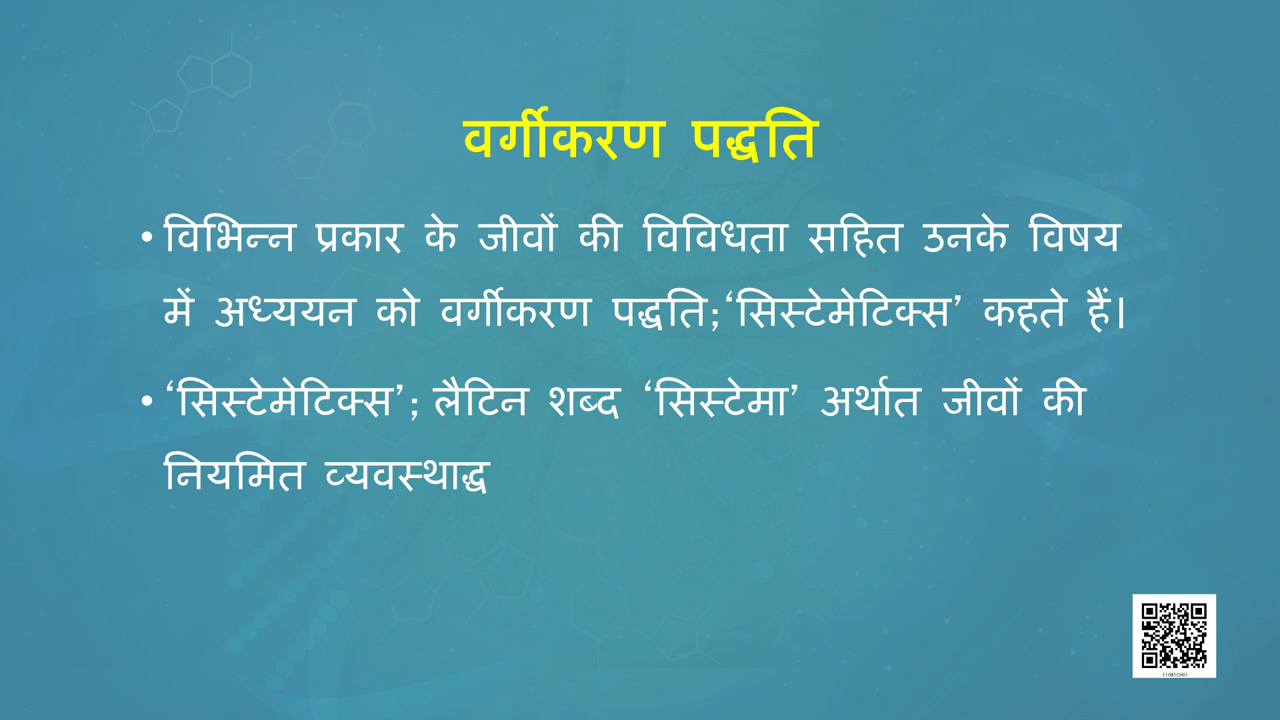 वर्गीकरण पद्धति
• विभिन्न प्रकार के जीवों की विविधता सहित उनके विषय
में अध्ययन को वर्गीकरण पद्धति;‘सिस्टेमेटिक्स’ कहते हैं।
• ‘सिस्टेमेटिक्स’; लैटिन शब्द ‘सिस्टेमा’ अर्थात जीवों की
नियमित व्यवस्थाद्ध
11081CH01